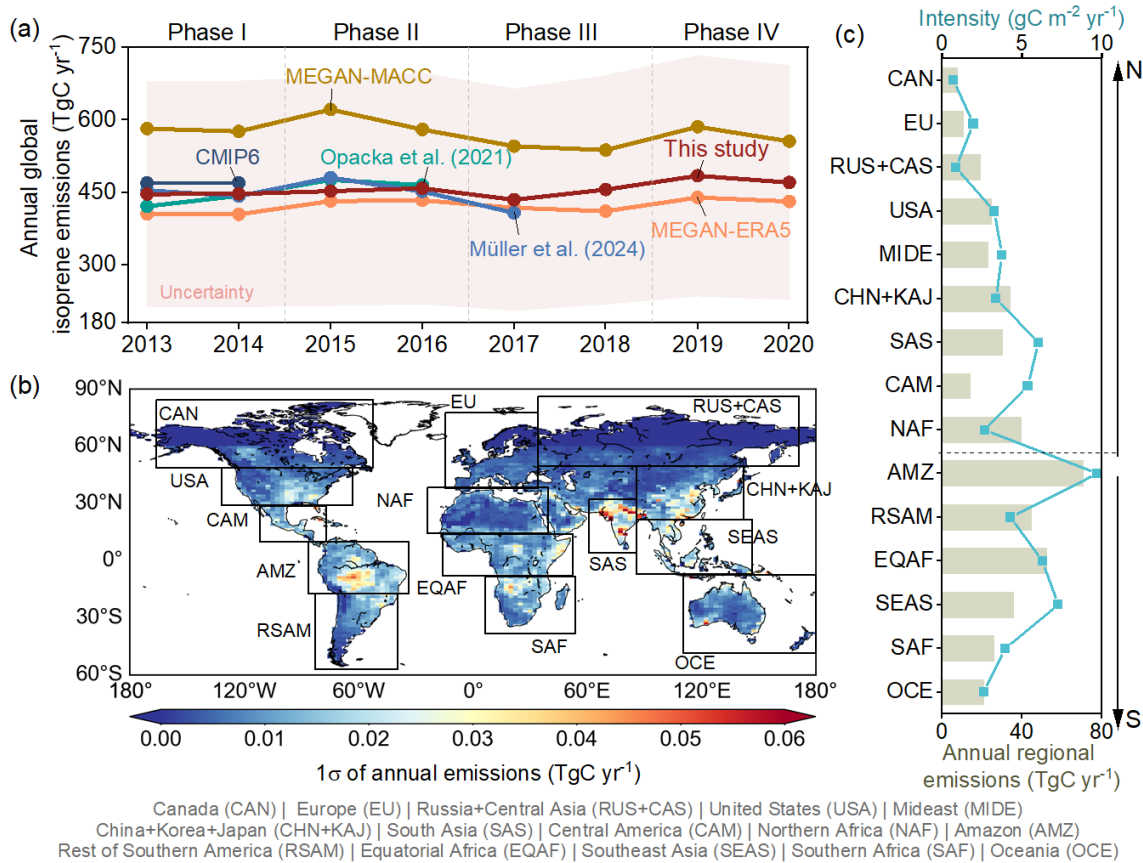 (a)
Phase I
Phase II
Phase III
Phase IV
Annual global
isoprene emissions (TgC yr⁻¹)
750
600
450
300
180
MEGAN-MACC
CMIP6
Opacka et al. (2021)
This study
MEGAN-ERA5
Müller et al. (2024)
Uncertainty
2013 2014 2015 2016 2017 2018 2019 2020
(b)
90°N
60°N
30°N
0°
30°S
60°S
CAN
EU
RUS+CAS
USA
NAF
CHN+KAJ
CAM
SEAS
SAS
AMZ
EQAF
RSAM
SAF
OCE
180° 120°W 60°W 0° 60°E 120°E 180°
0.00 0.01 0.02 0.03 0.04 0.05 0.06
1σ of annual emissions (TgC yr⁻¹)
(c)
Intensity (gC m⁻² yr⁻¹)
0 5 10
N
CAN
EU
RUS+CAS
USA
MIDE
CHN+KAJ
SAS
CAM
NAF
AMZ
RSAM
EQAF
SEAS
SAF
OCE
S
0 40 80
Annual regional
emissions (TgC yr⁻¹)
Canada (CAN) | Europe (EU) | Russia+Central Asia (RUS+CAS) | United States (USA) | Mideast (MIDE)
China+Korea+Japan (CHN+KAJ) | South Asia (SAS) | Central America (CAM) | Northern Africa (NAF) | Amazon (AMZ)
Rest of Southern America (RSAM) | Equatorial Africa (EQAF) | Southeast Asia (SEAS) | Southern Africa (SAF) | Oceania (OCE)